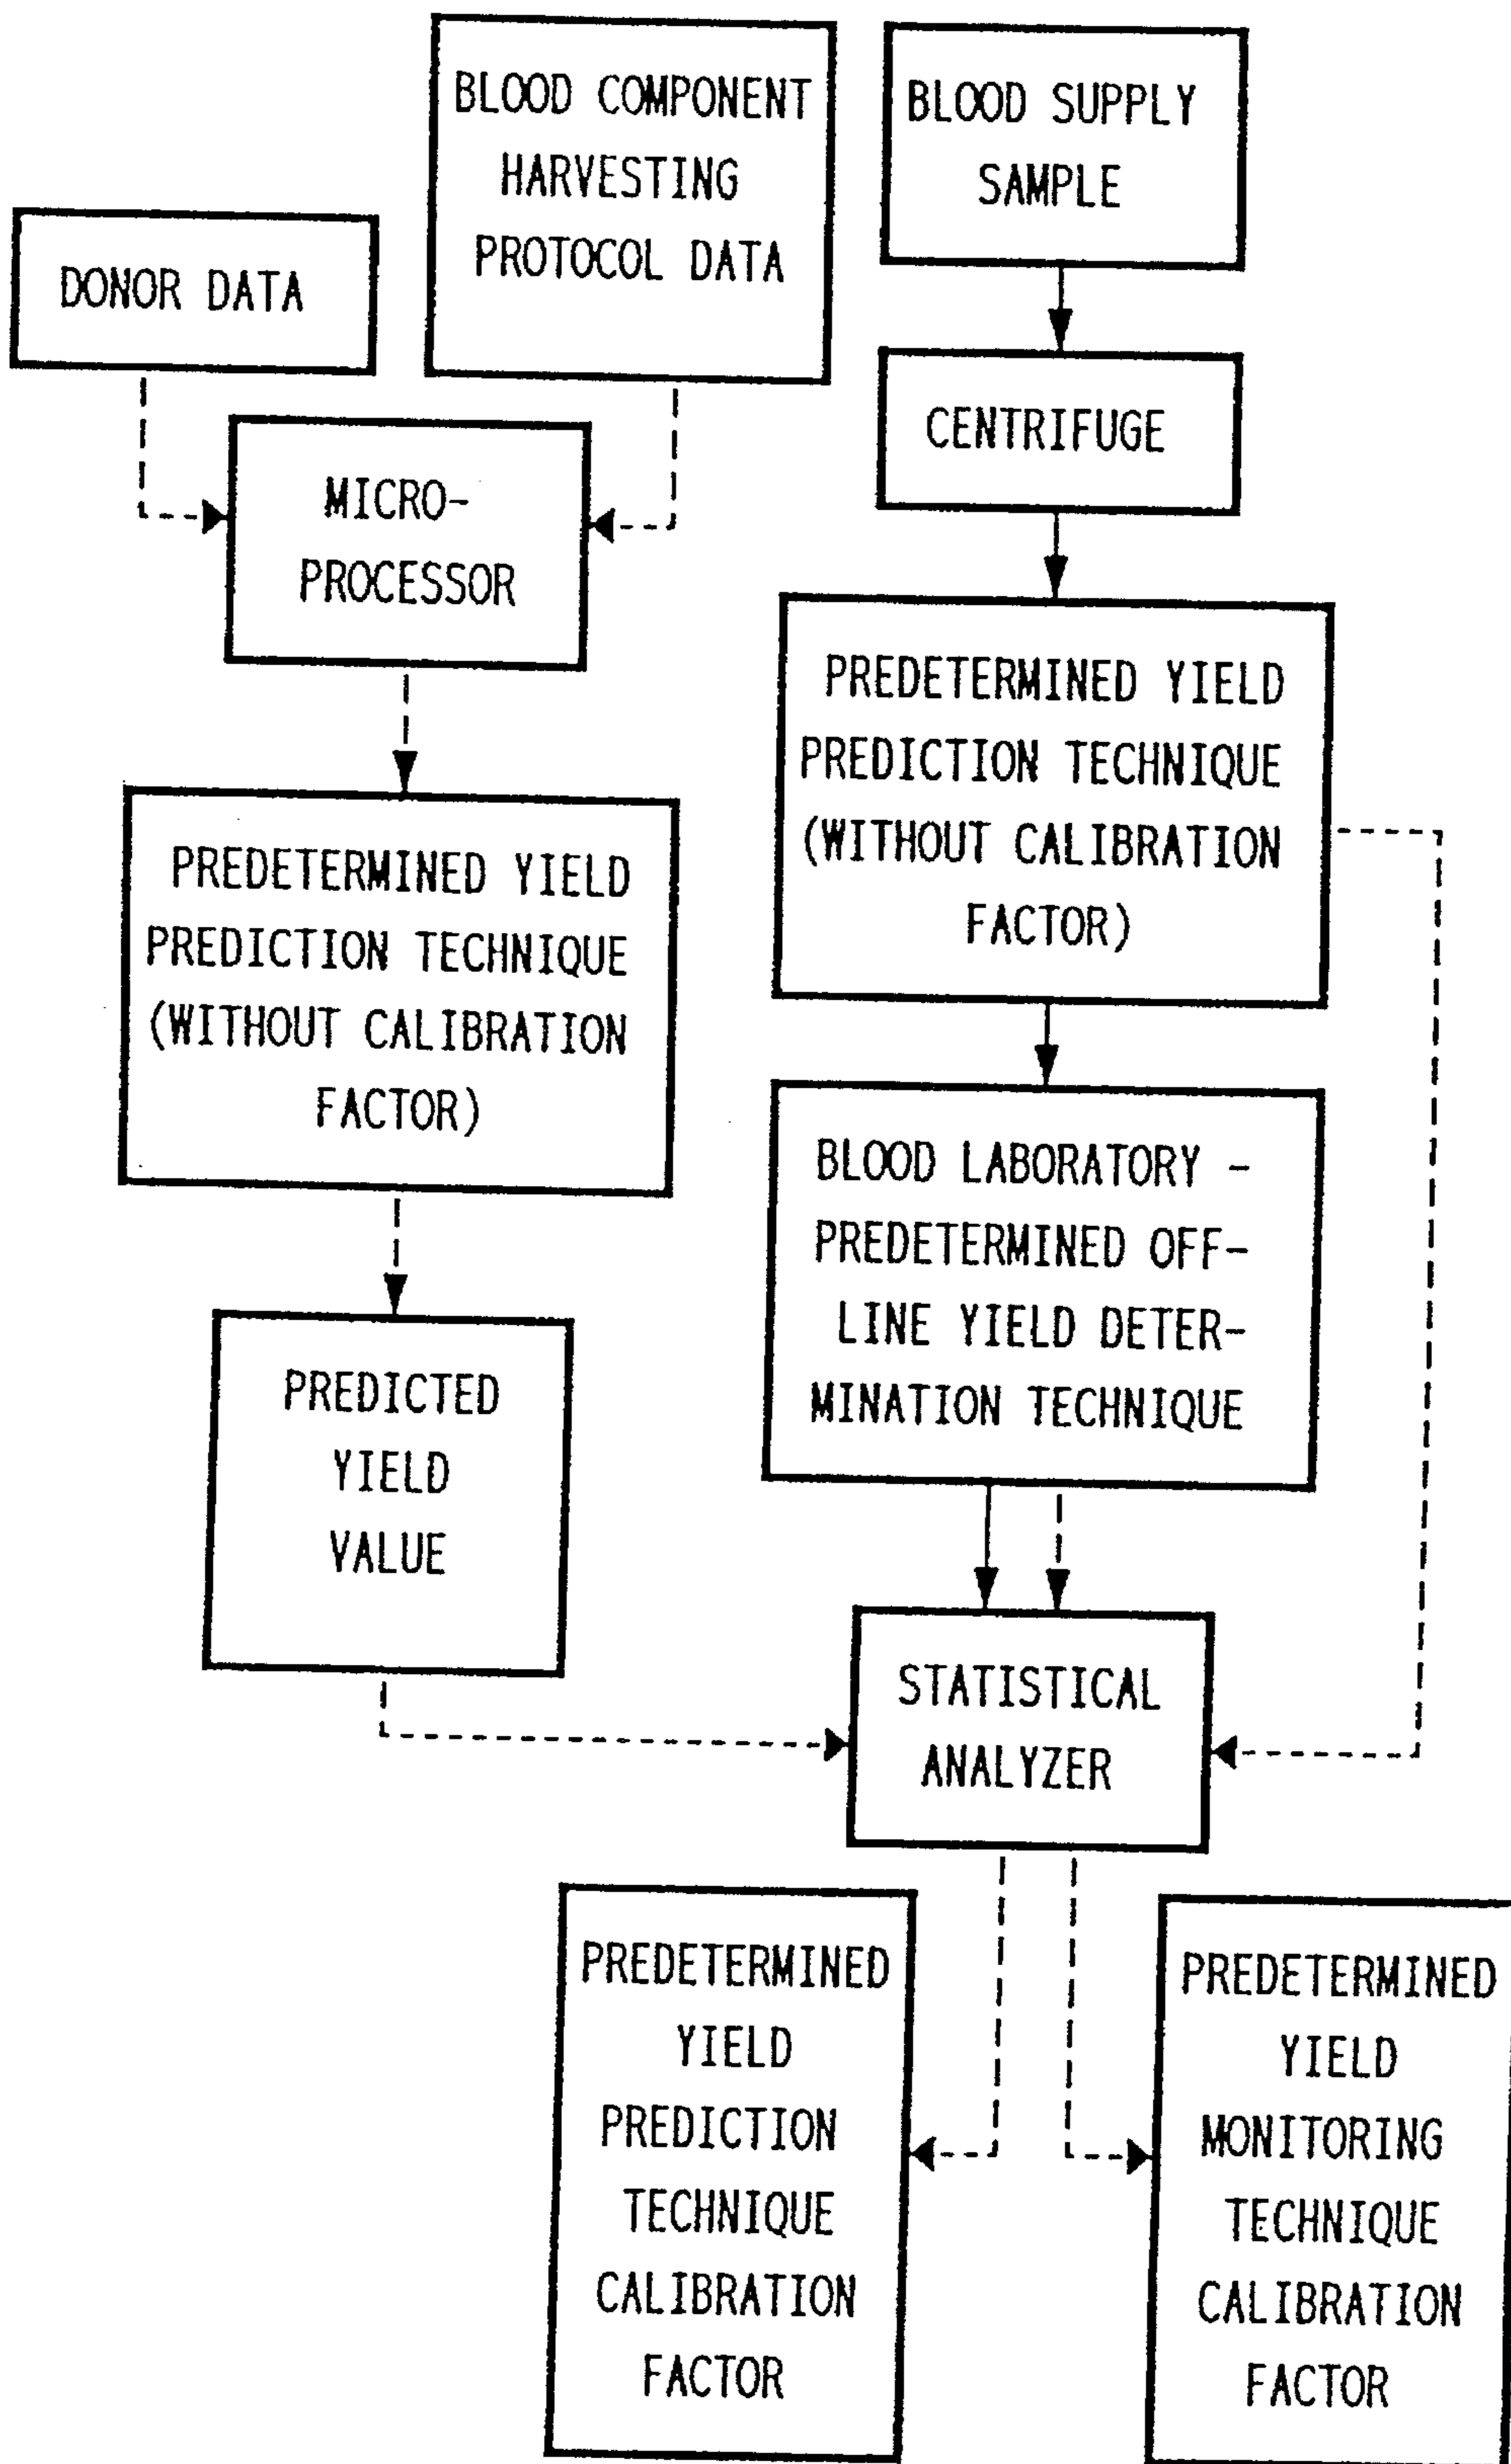 BLOOD COMPONENT
HARVESTING
PROTOCOL DATA
BLOOD SUPPLY
SAMPLE
DONOR DATA
CENTRIFUGE
MICRO-
PROCESSOR
PREDETERMINED YIELD
PREDICTION TECHNIQUE
(WITHOUT CALIBRATION
FACTOR)
PREDETERMINED YIELD
PREDICTION TECHNIQUE
(WITHOUT CALIBRATION
FACTOR)
BLOOD LABORATORY -
PREDETERMINED OFF-
LINE YIELD DETER-
MINATION TECHNIQUE
PREDICTED
YIELD
VALUE
STATISTICAL
ANALYZER
PREDETERMINED
YIELD
PREDICTION
TECHNIQUE
CALIBRATION
FACTOR
PREDETERMINED
YIELD
MONITORING
TECHNIQUE
CALIBRATION
FACTOR